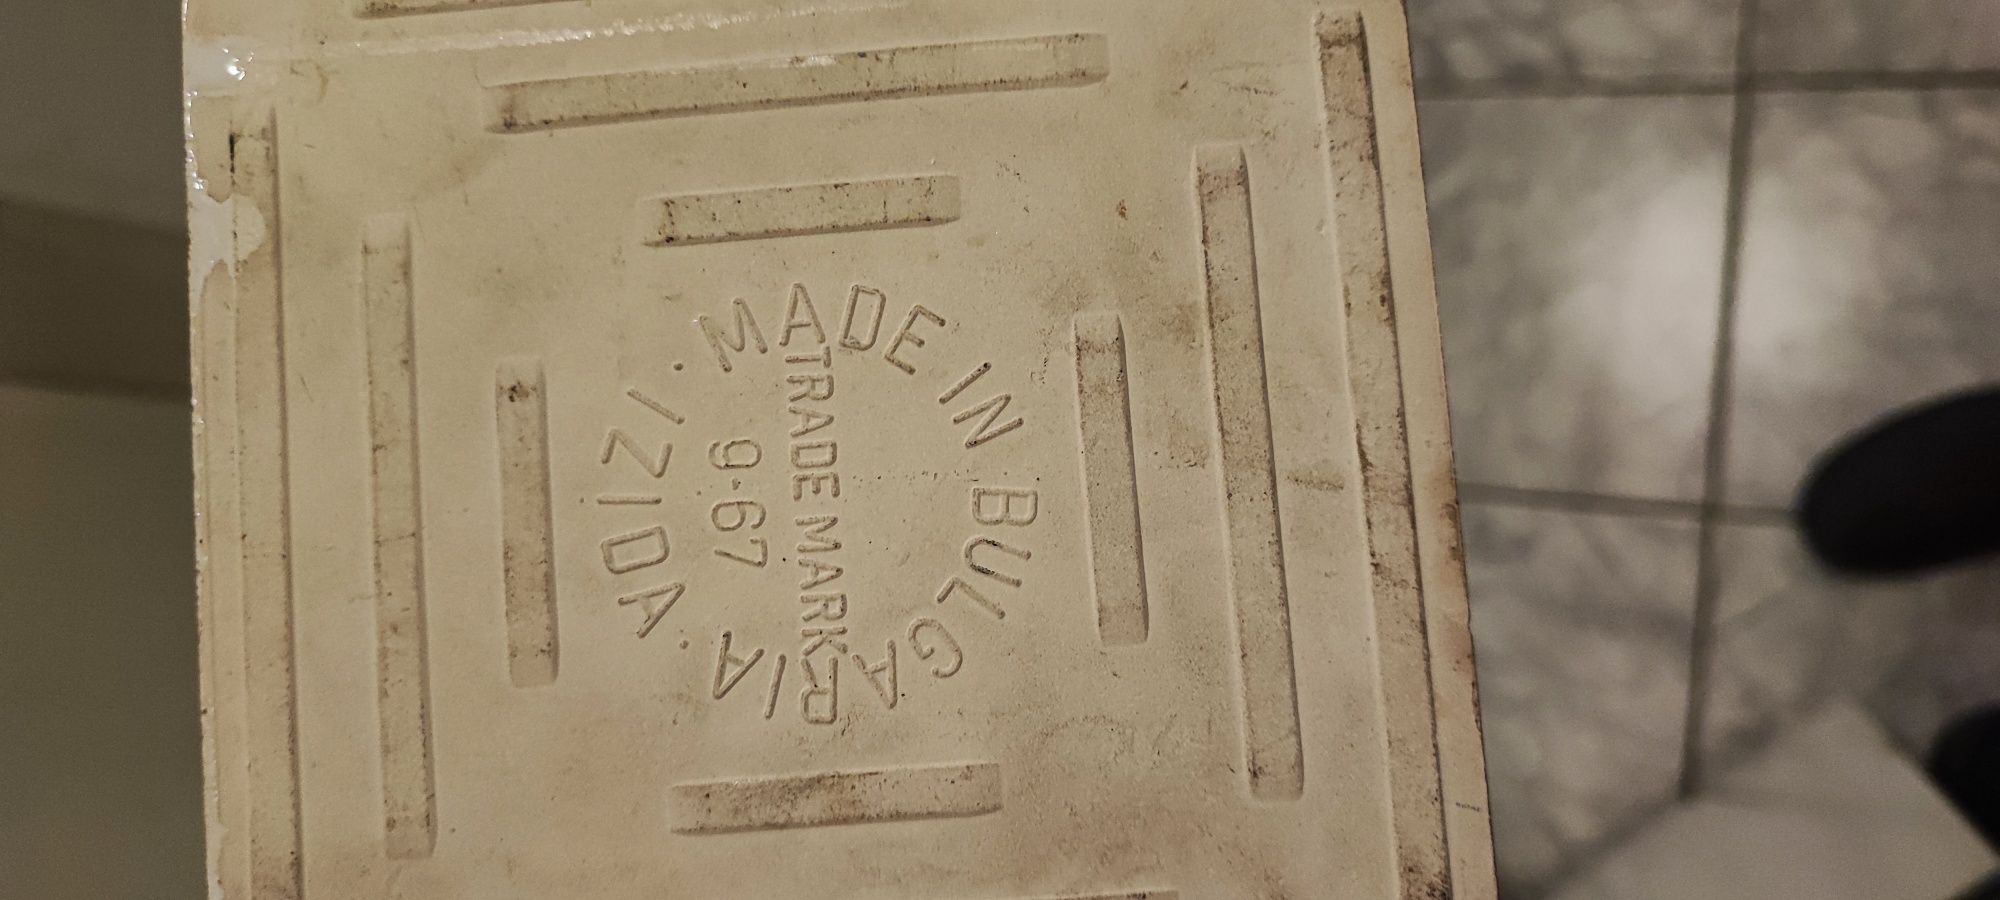 MADE IN BULGARIA
TRADE MARK
9-67
·IZIDA·